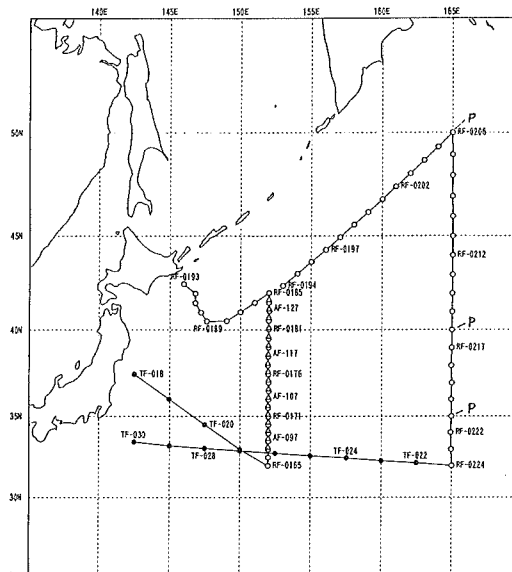 140E 145E 150E 155E 160E 165E
P
50N
RF-0206
RF-0202
45N
RF-0197
RF-0212
RF-0193
RF-0194
RF-0185
AF-127
RF-0189
RF-0181
40N
P
AF-117
RF-0217
RF-0176
TF-018
AF-107
RF-0171
35N
P
TF-020
RF-0222
TF-030
AF-097
TF-028
TF-024
TF-022
RF-0165
RF-0224
30N